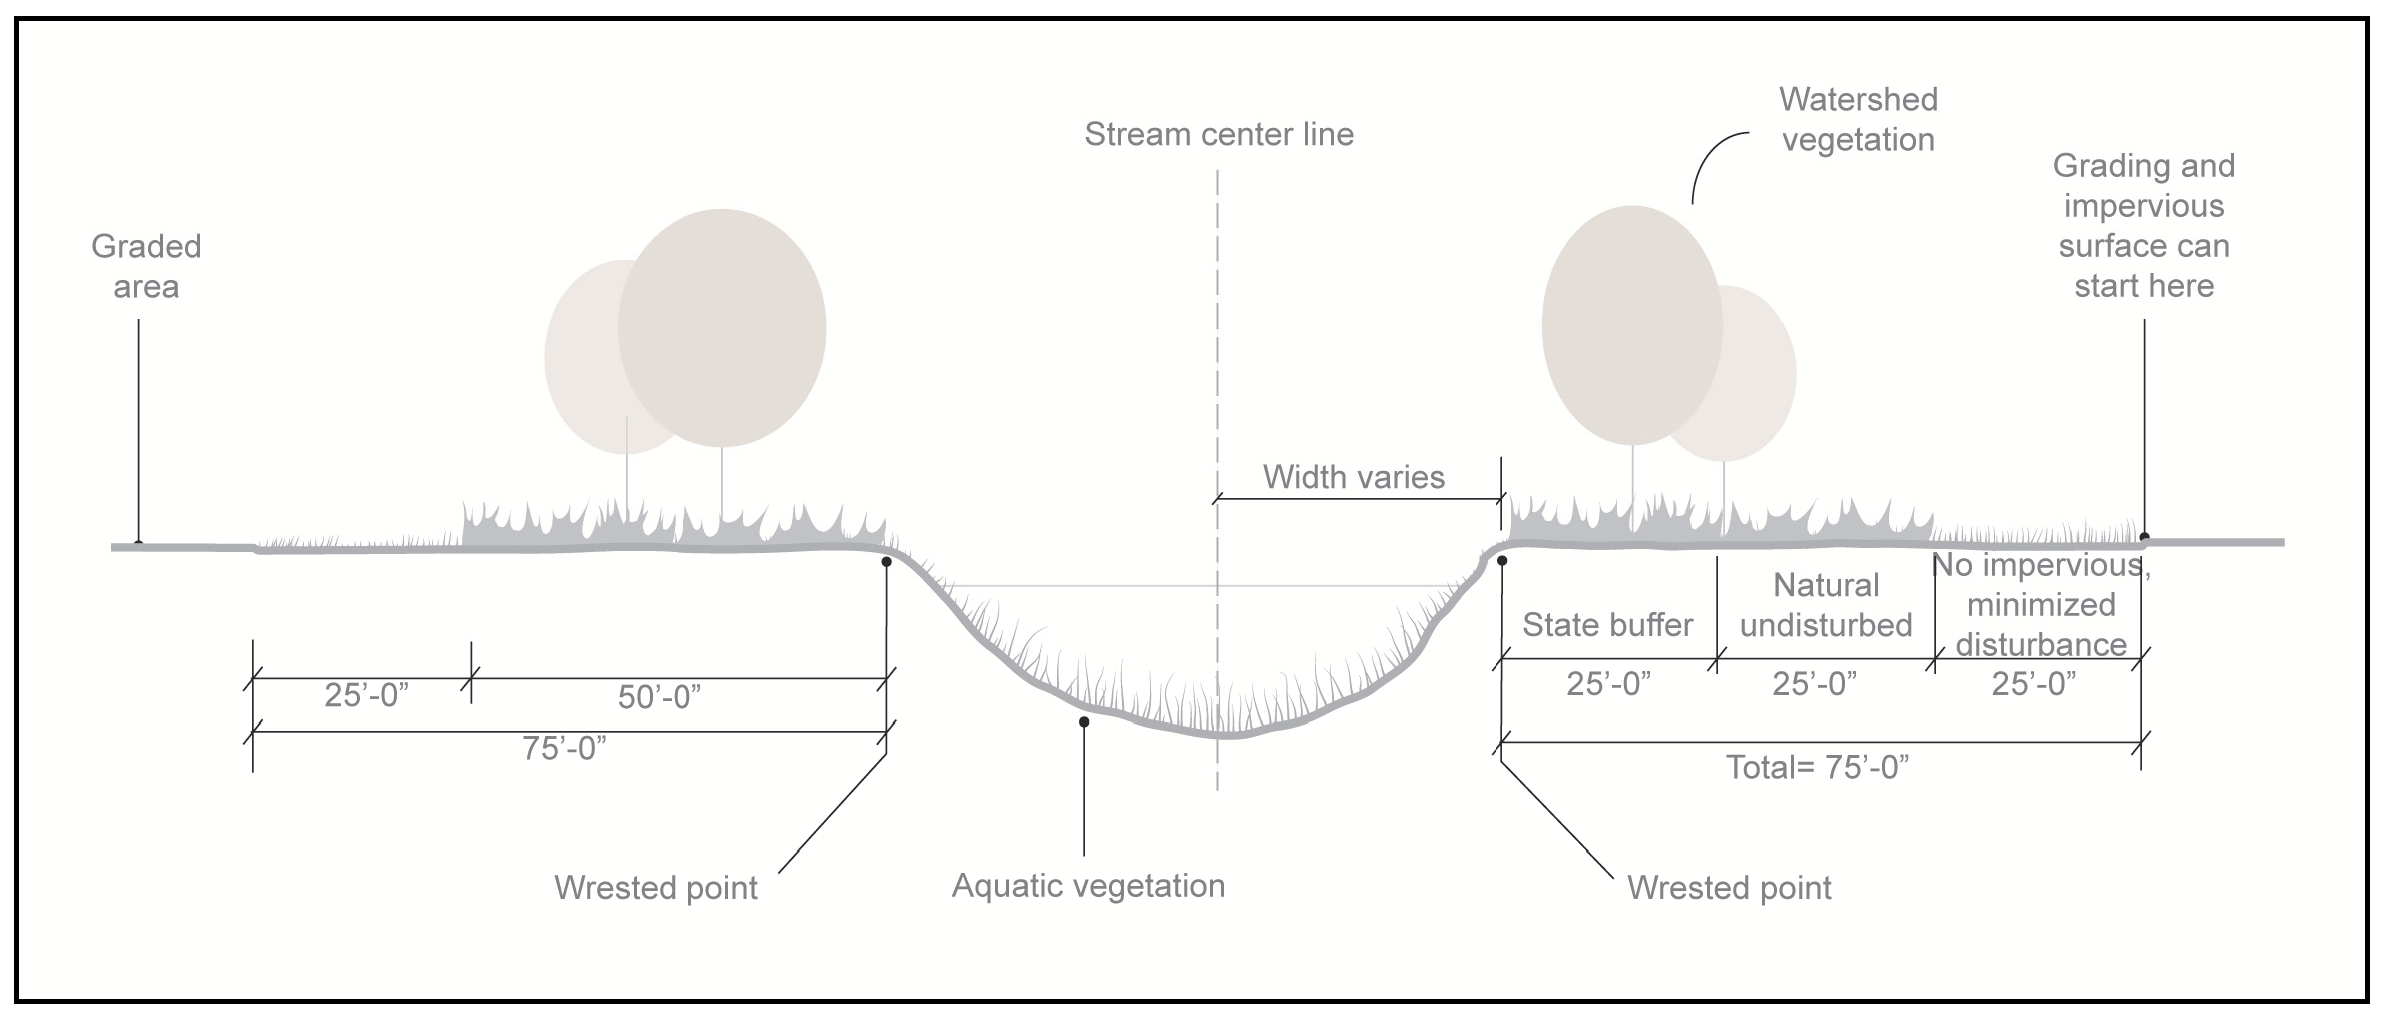 Watershed
vegetation
Stream center line
Grading and
impervious
surface can
start here
Graded
area
Width varies
No impervious,
minimized
disturbance
Natural
undisturbed
State buffer
25’-0”
50’-0”
25’-0”
25’-0”
25’-0”
75’-0”
Total= 75’-0”
Wrested point
Aquatic vegetation
Wrested point